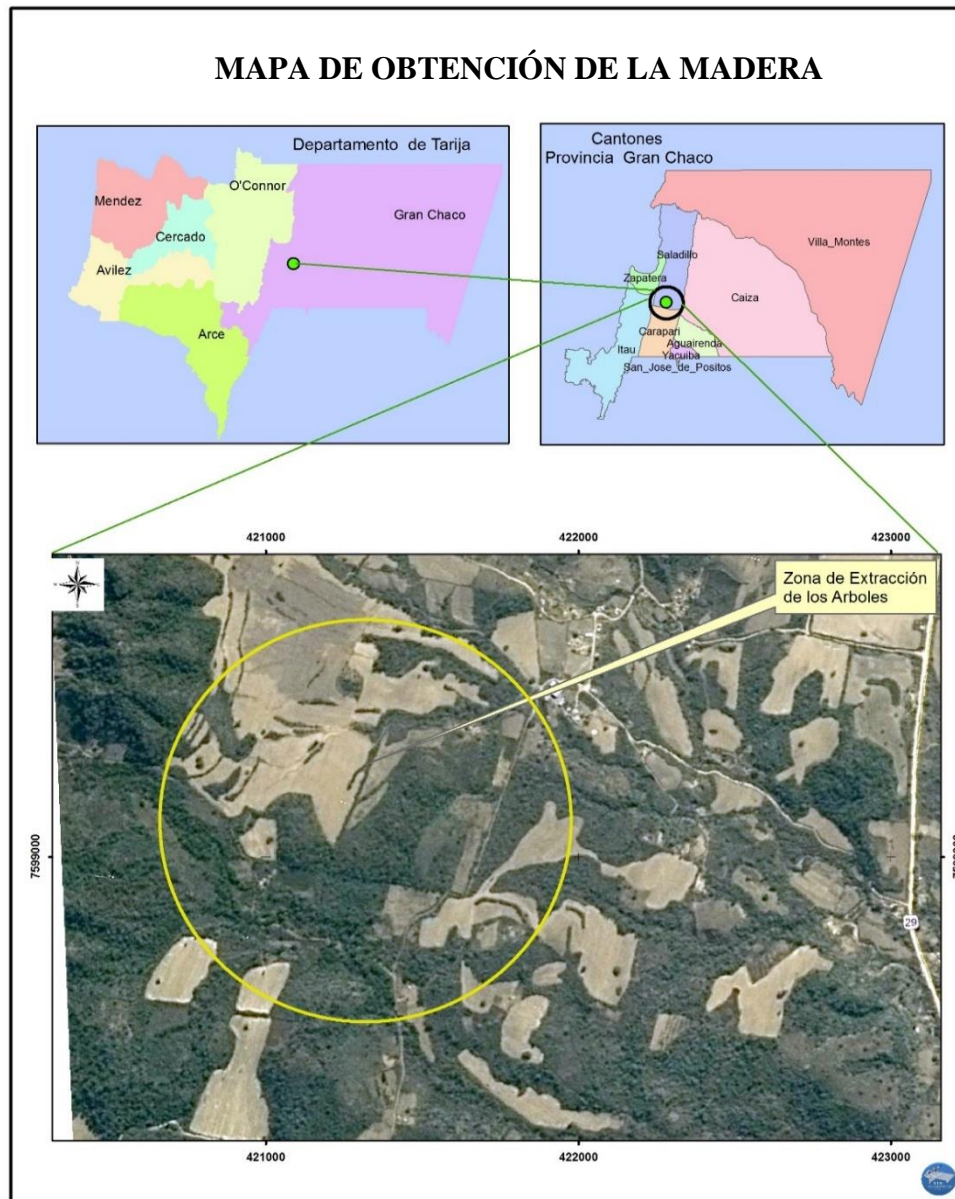 MAPA DE OBTENCIÓN DE LA MADERA
Departamento de Tarija
O'Connor
Mendez
Gran Chaco
Cercado
Avilez
Arce
Cantones
Provincia Gran Chaco
Villa_Montes
Saladillo
Zapatera
Caiza
Carapari
Aguairenda
Itau
Yacuiba
San_Jose_de_Positos
421000
422000
423000
Zona de Extracción
de los Arboles
7599000
29
421000
422000
423000